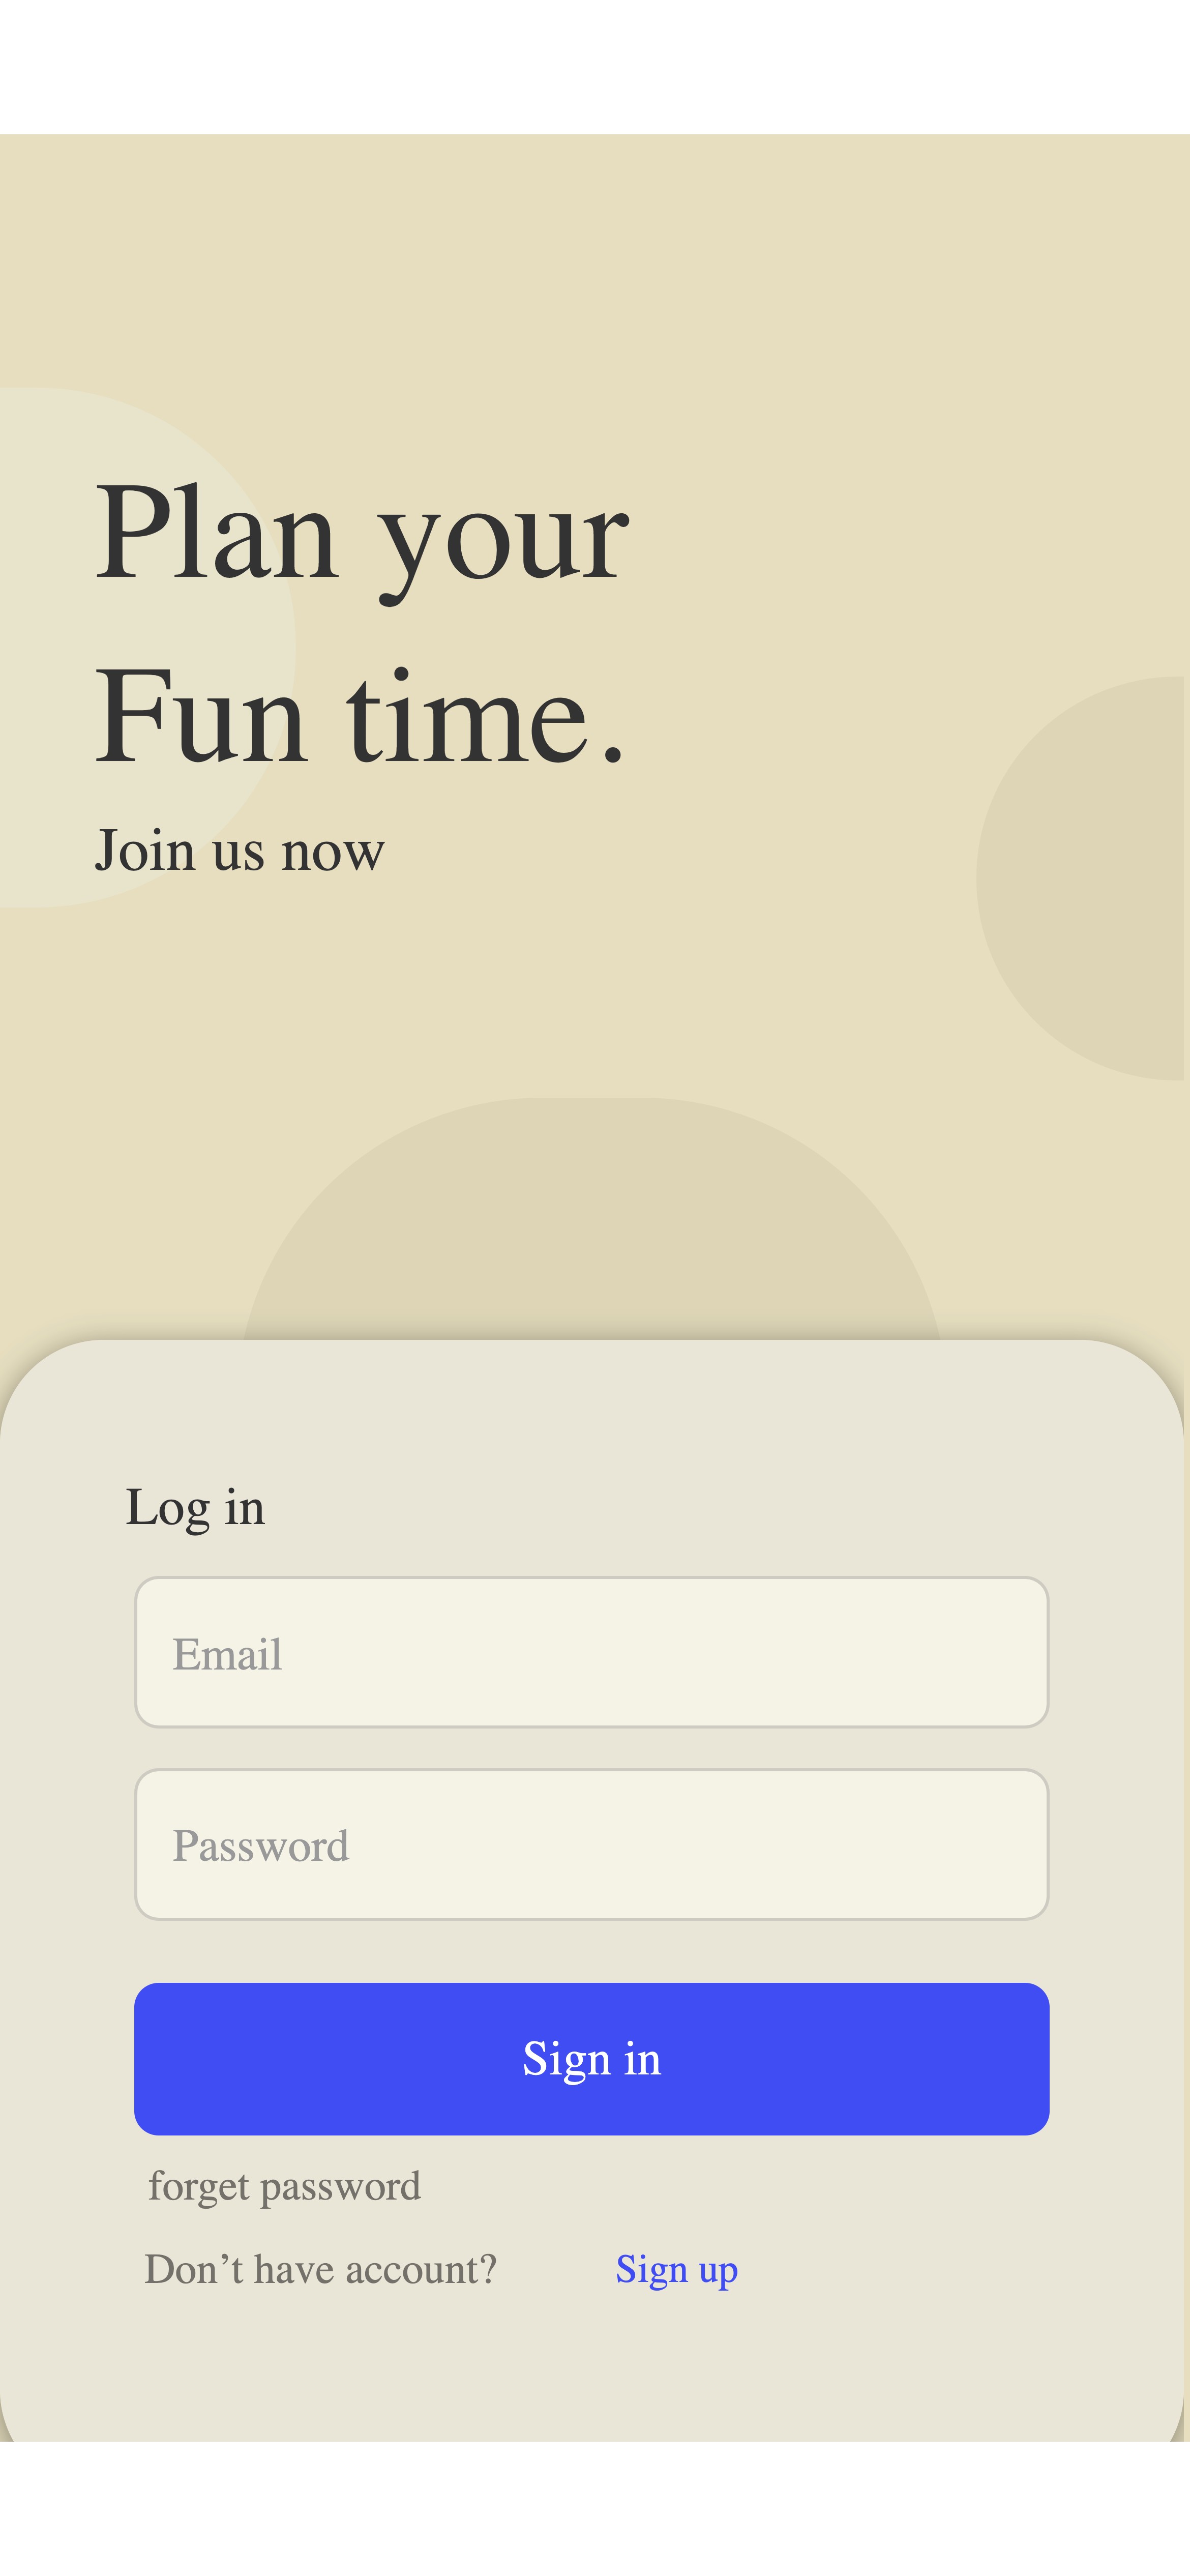 Plan your
Fun time.
Join us now
Log in
Email
Password
Sign in
forget password
Don’t have account? Sign up